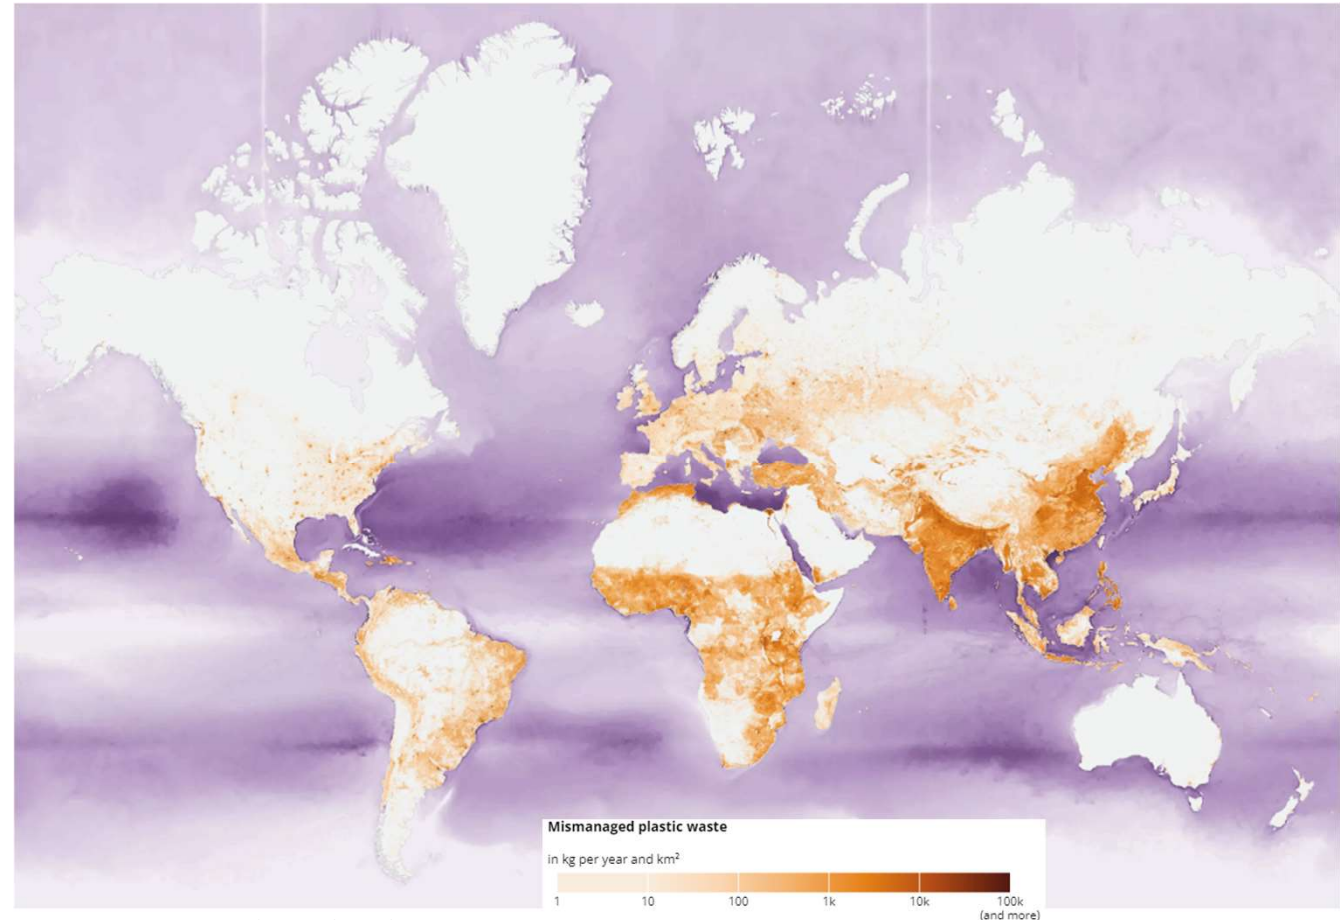 Mismanaged plastic waste
in kg per year and km²
1 10 100 1k 10k 100k
(and more)